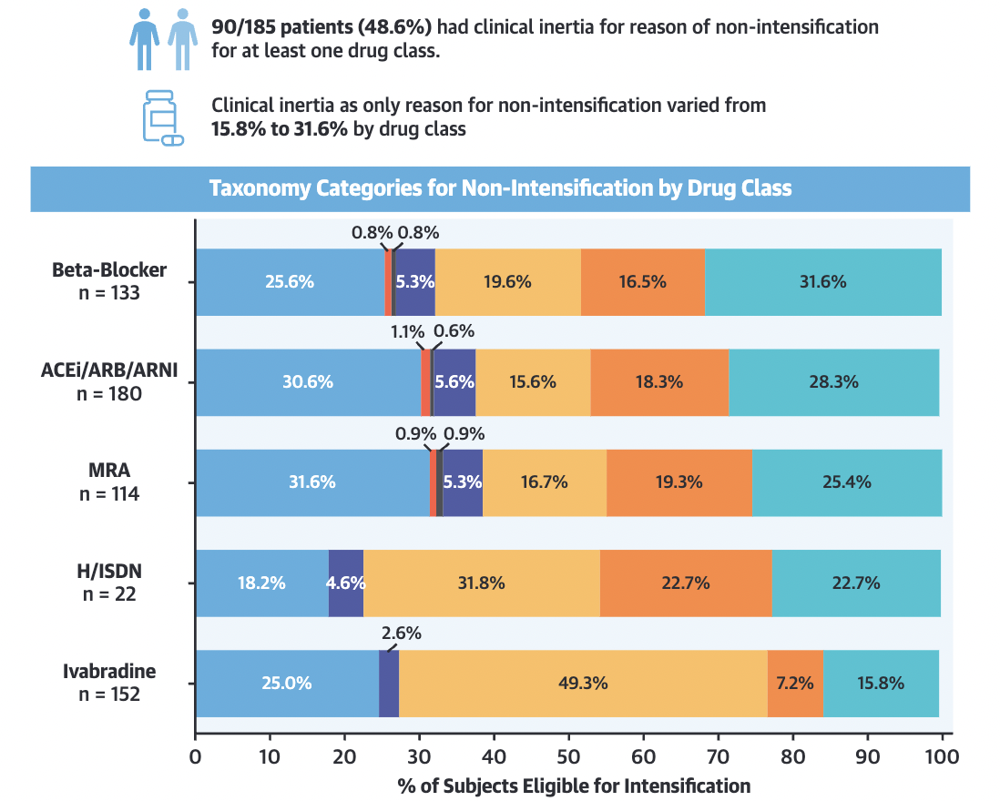 90/185 patients (48.6%) had clinical inertia for reason of non-intensification
for at least one drug class.
Clinical inertia as only reason for non-intensification varied from
15.8% to 31.6% by drug class
Taxonomy Categories for Non-Intensification by Drug Class
0.8% 0.8%
Beta-Blocker
n = 133
25.6% 5.3% 19.6% 16.5% 31.6%
1.1% 0.6%
ACEi/ARB/ARNI
n = 180
30.6% 5.6% 15.6% 18.3% 28.3%
0.9% 0.9%
MRA
n = 114
31.6% 5.3% 16.7% 19.3% 25.4%
H/ISDN
n = 22
18.2% 4.6% 31.8% 22.7% 22.7%
2.6%
Ivabradine
n = 152
25.0% 49.3% 7.2% 15.8%
0 10 20 30 40 50 60 70 80 90 100
% of Subjects Eligible for Intensification